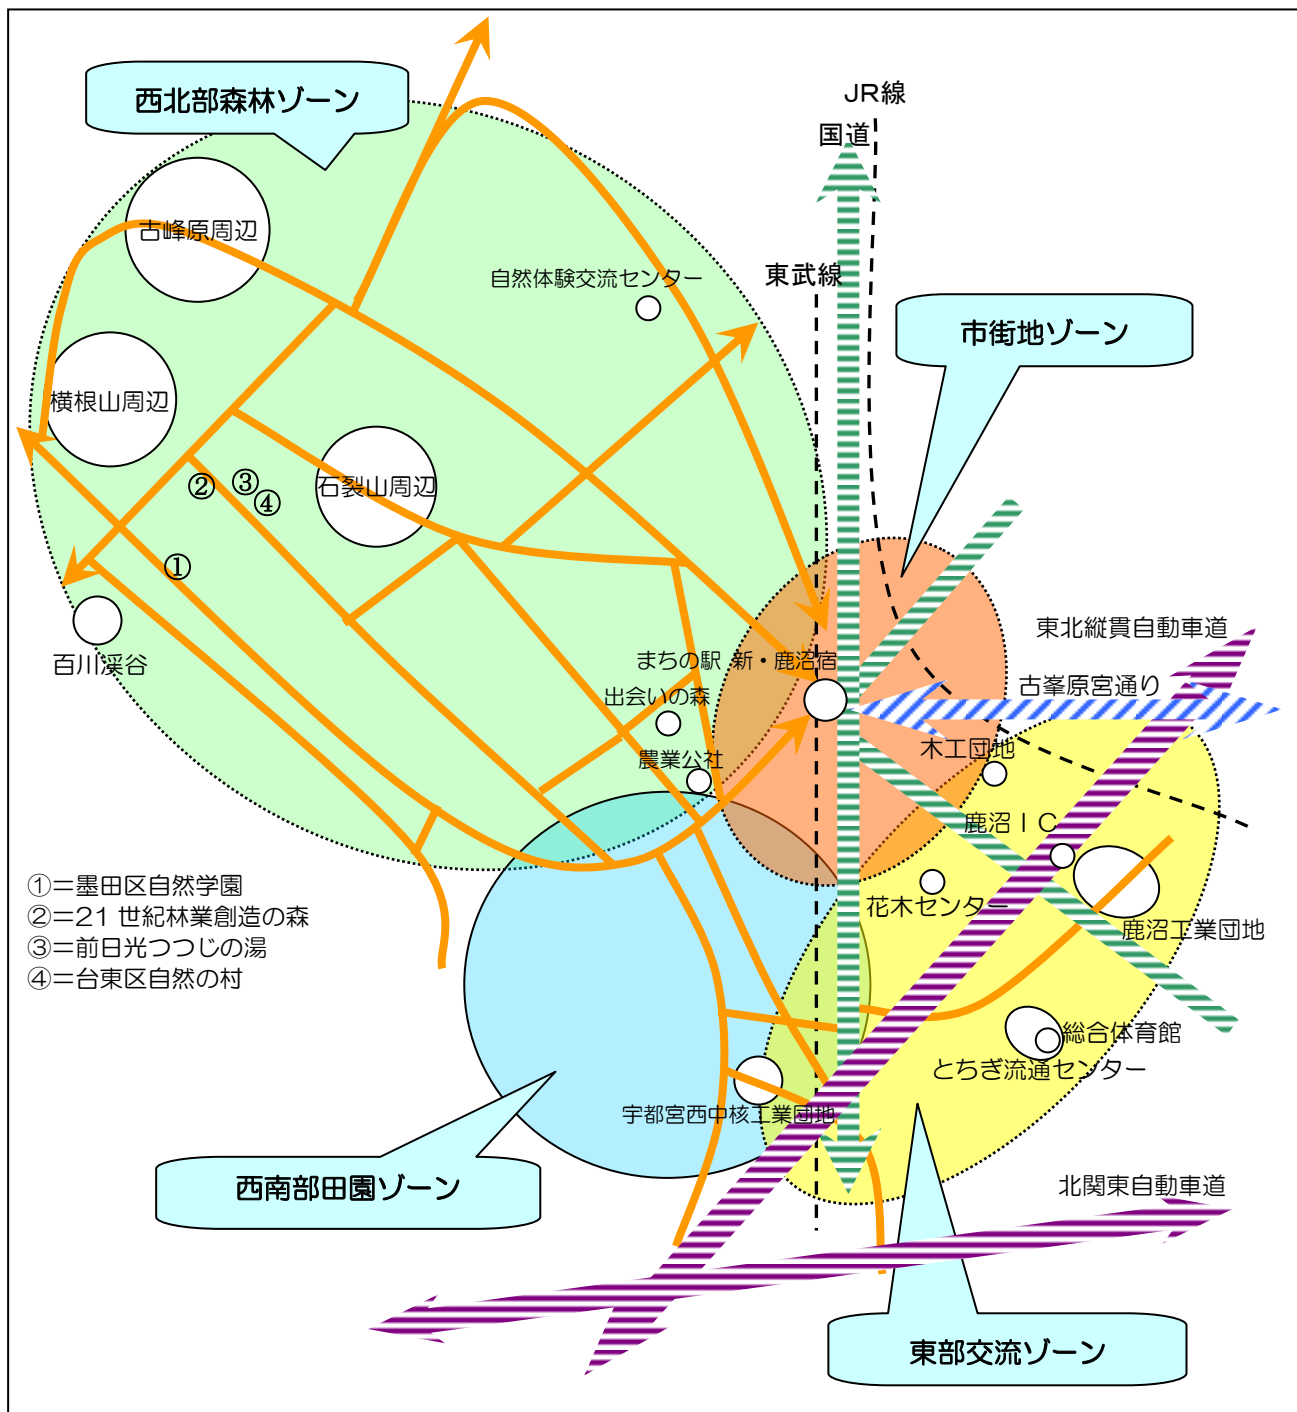 西北部森林ゾーン
JR線
国道
古峰原周辺
自然体験交流センター
東武線
市街地ゾーン
横根山周辺
②
③
④
石裂山周辺
①
百川渓谷
東北縦貫自動車道
まちの駅 新・鹿沼宿
古峯原宮通り
出会いの森
木工団地
農業公社
鹿沼IC
①=墨田区自然学園
②=21世紀林業創造の森
③=前日光つつじの湯
④=台東区自然の村
花木センター
鹿沼工業団地
総合体育館
とちぎ流通センター
宇都宮西中核工業団地
西南部田園ゾーン
北関東自動車道
東部交流ゾーン